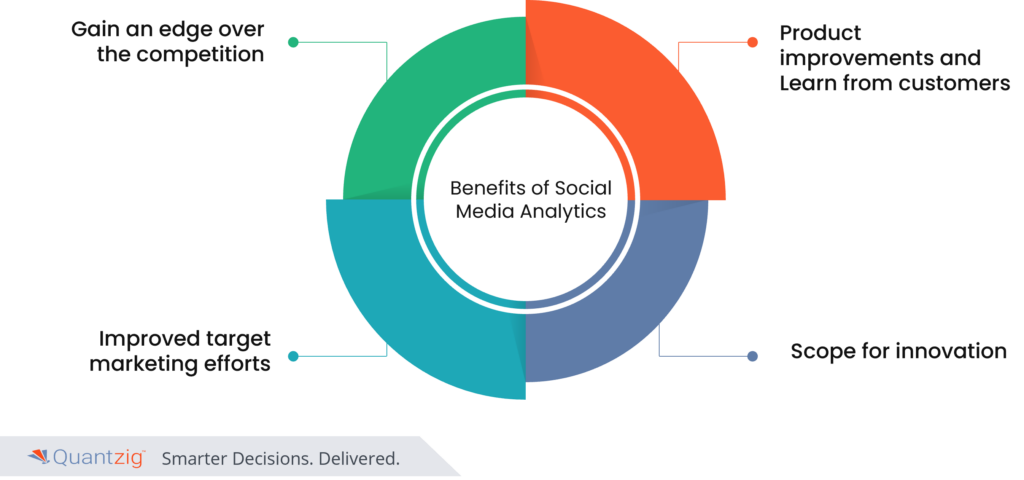 Gain an edge over
the competition
Product
improvements and
Learn from customers
Benefits of Social
Media Analytics
Improved target
marketing efforts
Scope for innovation
Quantzig™ Smarter Decisions. Delivered.